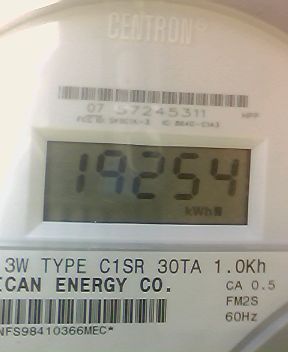 CENTRON®
07 57245311 MPP
19254
kWh
3W TYPE C1SR 30TA 1.0Kh
ICAN ENERGY CO. CA 0.5
FM2S
NFS98410366MEC* 60Hz